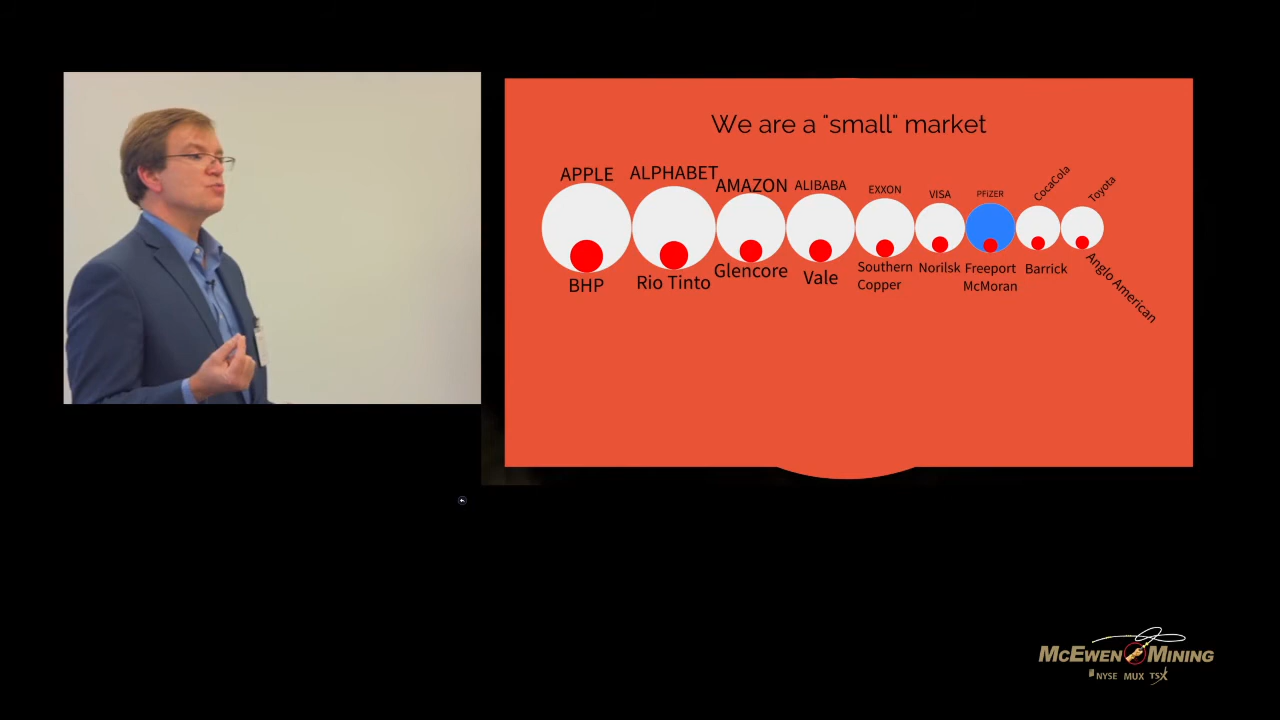 We are a "small" market
APPLE
ALPHABET
AMAZON
ALIBABA
EXXON
VISA
PFiZER
CocaCola
Toyota
BHP
Rio Tinto
Glencore
Vale
Southern
Copper
Norilsk
Freeport
McMoran
Barrick
Anglo American
McEWEN MINING
NYSE MUX TSX